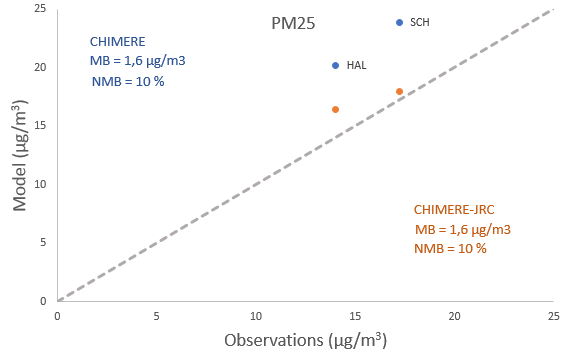 PM25
CHIMERE
MB = 1,6 µg/m3
NMB = 10 %
SCH
HAL
CHIMERE-JRC
MB = 1,6 µg/m3
NMB = 10 %
Model (µg/m³)
25
20
15
10
5
0
0 5 10 15 20 25
Observations (µg/m³)